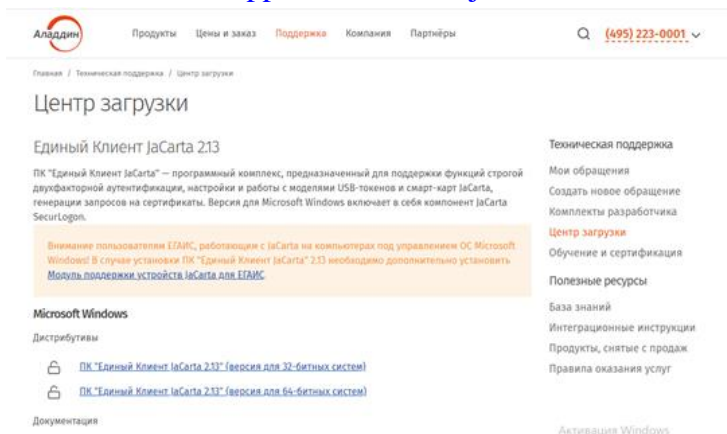 Аладдин
Продукты Цены и заказ Поддержка Компания Партнёры
(495) 223-0001
Главная / Техническая поддержка / Центр загрузки
Центр загрузки
Единый Клиент JaCarta 2.13
ПК "Единый Клиент JaCarta" — программный комплекс, предназначенный для поддержки функций строгой
двухфакторной аутентификации, настройки и работы с моделями USB-токенов и смарт-карт JaCarta,
генерации запросов на сертификаты. Версия для Microsoft Windows включает в себя компонент JaCarta
SecurLogon.
Внимание пользователям ЕГАИС, работающим с JaCarta на компьютерах под управлением ОС Microsoft
Windows! В случае установки ПК "Единый Клиент JaCarta" 2.13 необходимо дополнительно установить
Модуль поддержки устройств JaCarta для ЕГАИС.
Microsoft Windows
Дистрибутивы
ПК "Единый Клиент JaCarta 2.13" (версия для 32-битных систем)
ПК "Единый Клиент JaCarta 2.13" (версия для 64-битных систем)
Документация
Техническая поддержка
Мои обращения
Создать новое обращение
Комплекты разработчика
Центр загрузки
Обучение и сертификация
Полезные ресурсы
База знаний
Интеграционные инструкции
Продукты, снятые с продаж
Правила оказания услуг
Активация Windows